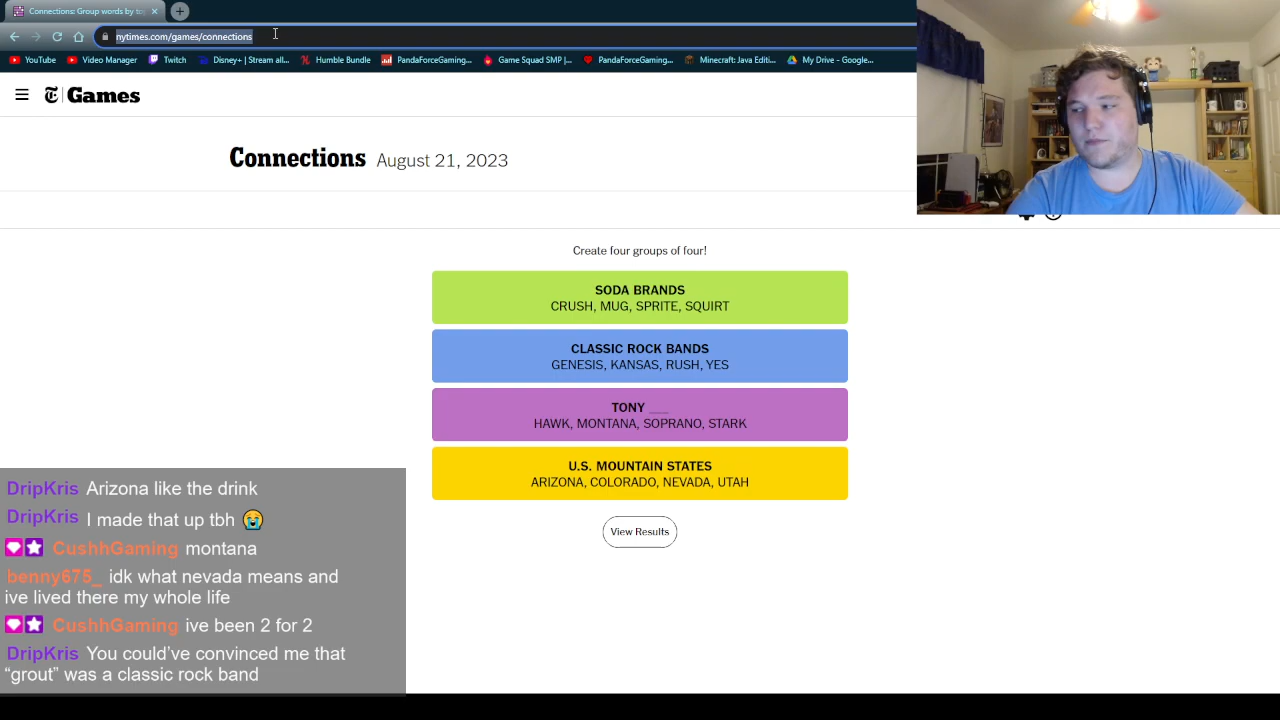 Connections: Group words by to
nytimes.com/games/connections
YouTube
Video Manager
Twitch
Disney+ | Stream all...
Humble Bundle
PandaForceGaming...
Game Squad SMP |...
PandaForceGaming...
Minecraft: Java Editi...
My Drive - Google...
Games
Connections August 21, 2023
Create four groups of four!
SODA BRANDS
CRUSH, MUG, SPRITE, SQUIRT
CLASSIC ROCK BANDS
GENESIS, KANSAS, RUSH, YES
TONY ___
HAWK, MONTANA, SOPRANO, STARK
U.S. MOUNTAIN STATES
ARIZONA, COLORADO, NEVADA, UTAH
View Results
DripKris Arizona like the drink
DripKris I made that up tbh 😭
CushhGaming montana
benny675_ idk what nevada means and
ive lived there my whole life
CushhGaming ive been 2 for 2
DripKris You could've convinced me that
“grout” was a classic rock band